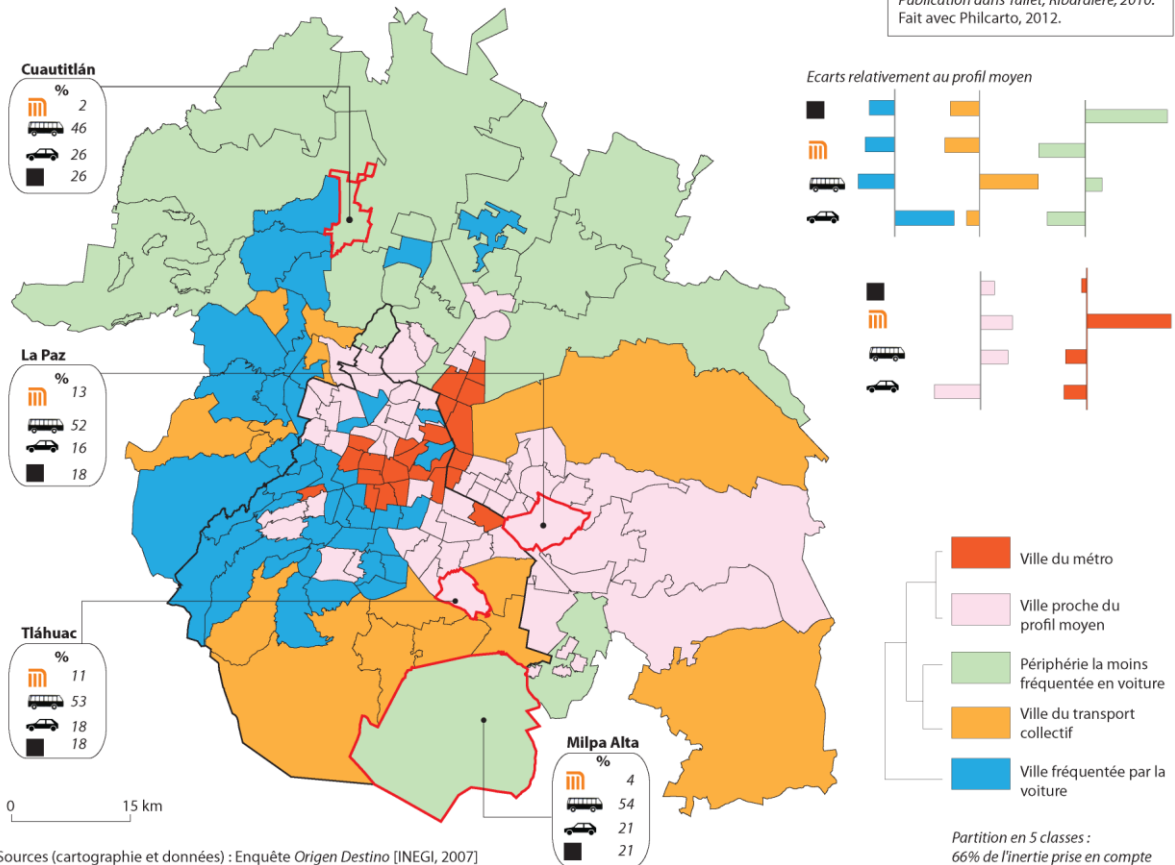 Publication dans Tallet, Ribardière, 2010.
Fait avec Philcarto, 2012.
Ecarts relativement au profil moyen
Cuautitlán
%
2
46
26
26
La Paz
%
13
52
16
18
Tláhuac
%
11
53
18
18
Milpa Alta
%
4
54
21
21
Ville du métro
Ville proche du
profil moyen
Périphérie la moins
fréquentée en voiture
Ville du transport
collectif
Ville fréquentée par la
voiture
0 15 km
Partition en 5 classes :
66% de l'inertie prise en compte
Sources (cartographie et données) : Enquête Origen Destino [INEGI, 2007]